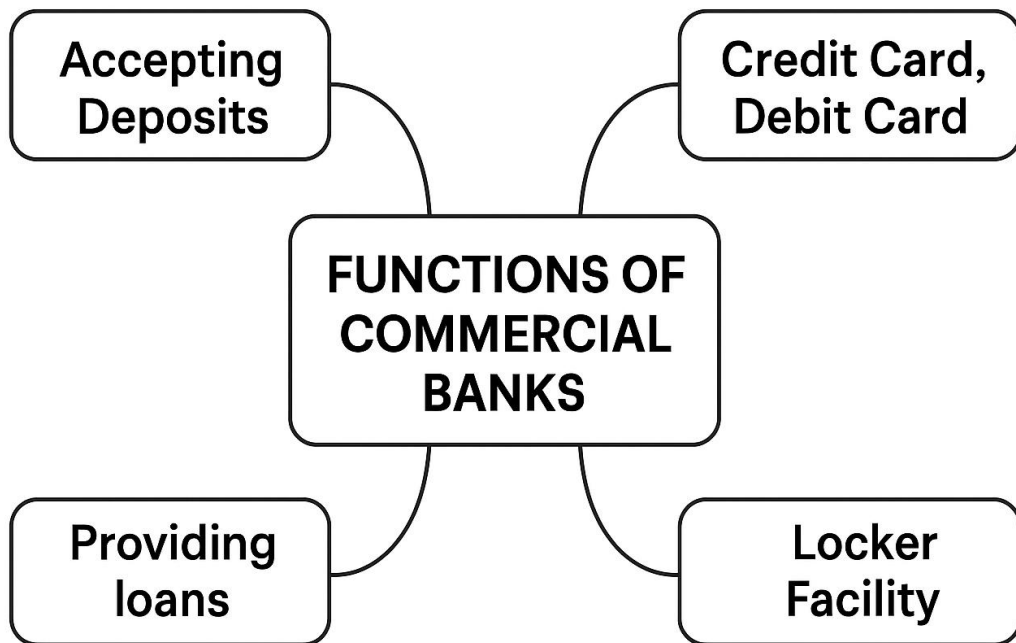 Accepting
Deposits
Credit Card,
Debit Card
FUNCTIONS OF
COMMERCIAL
BANKS
Providing
loans
Locker
Facility